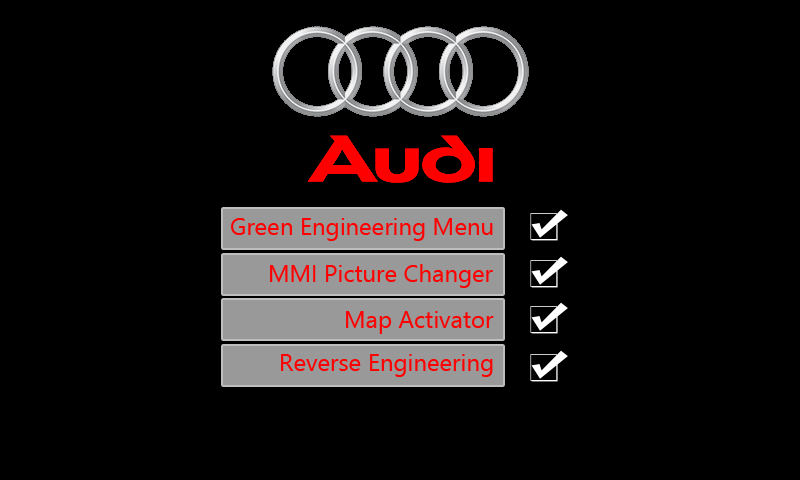 Audi
Green Engineering Menu
MMI Picture Changer
Map Activator
Reverse Engineering